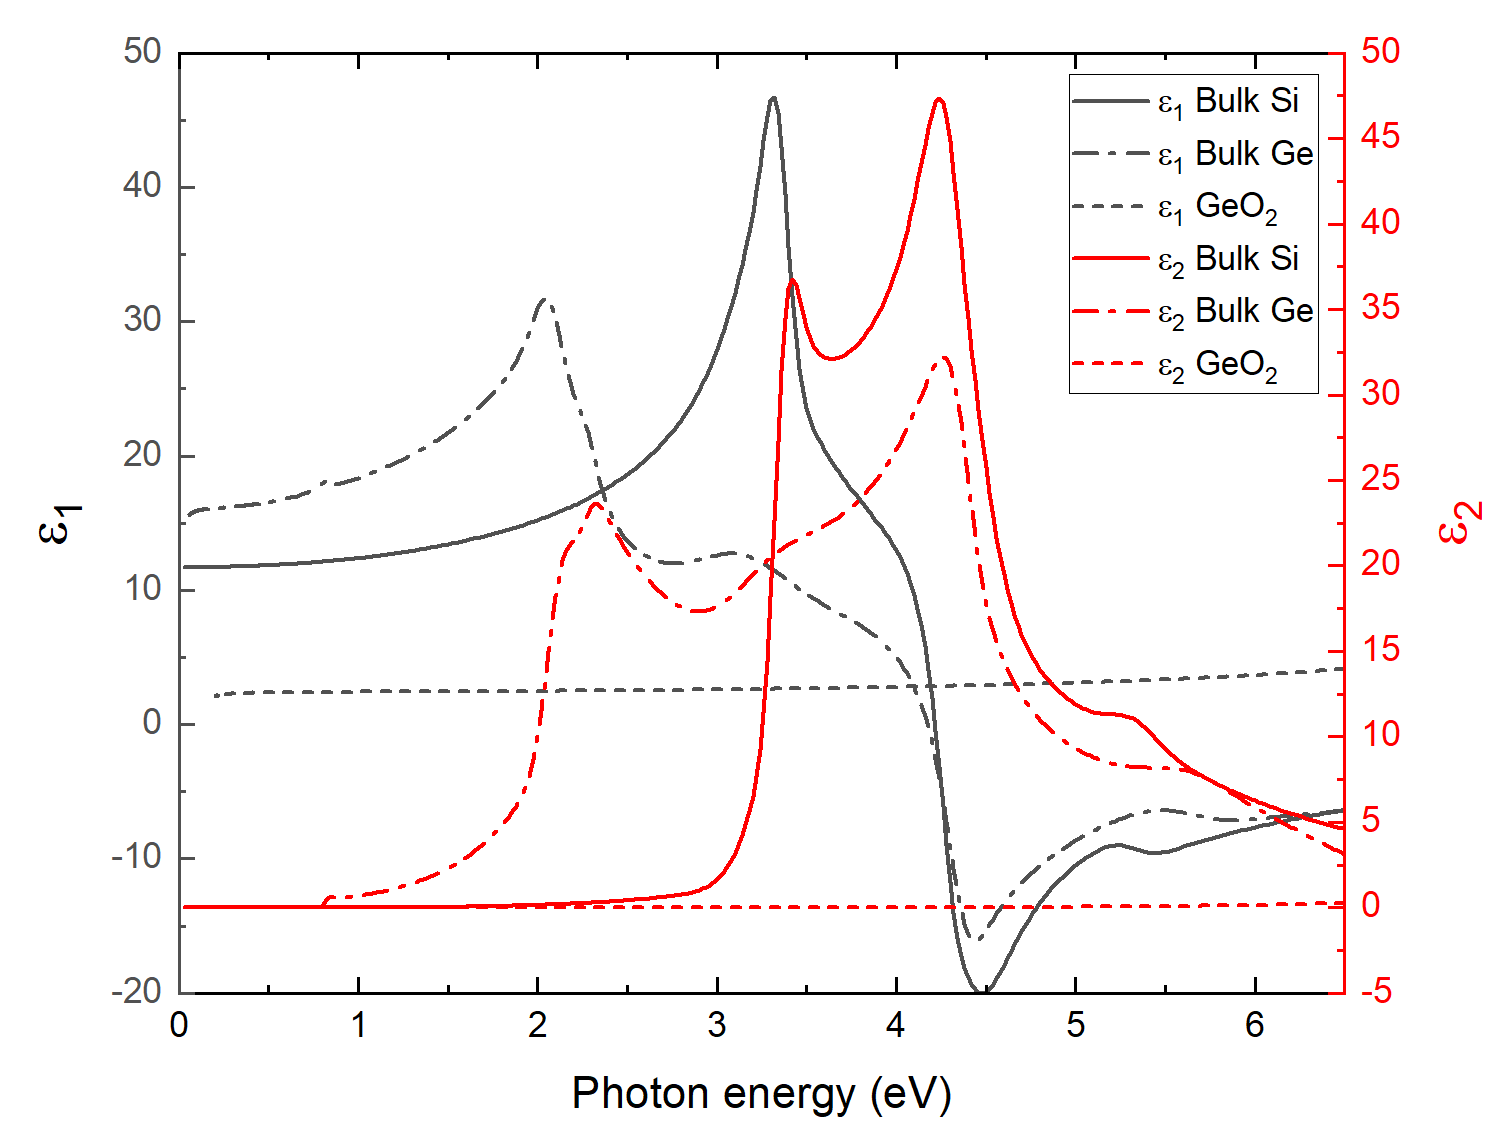 50
40
30
20
10
0
-10
-20
ε1
50
45
40
35
30
25
20
15
10
5
0
-5
ε2
ε1 Bulk Si
ε1 Bulk Ge
ε1 GeO2
ε2 Bulk Si
ε2 Bulk Ge
ε2 GeO2
0 1 2 3 4 5 6
Photon energy (eV)